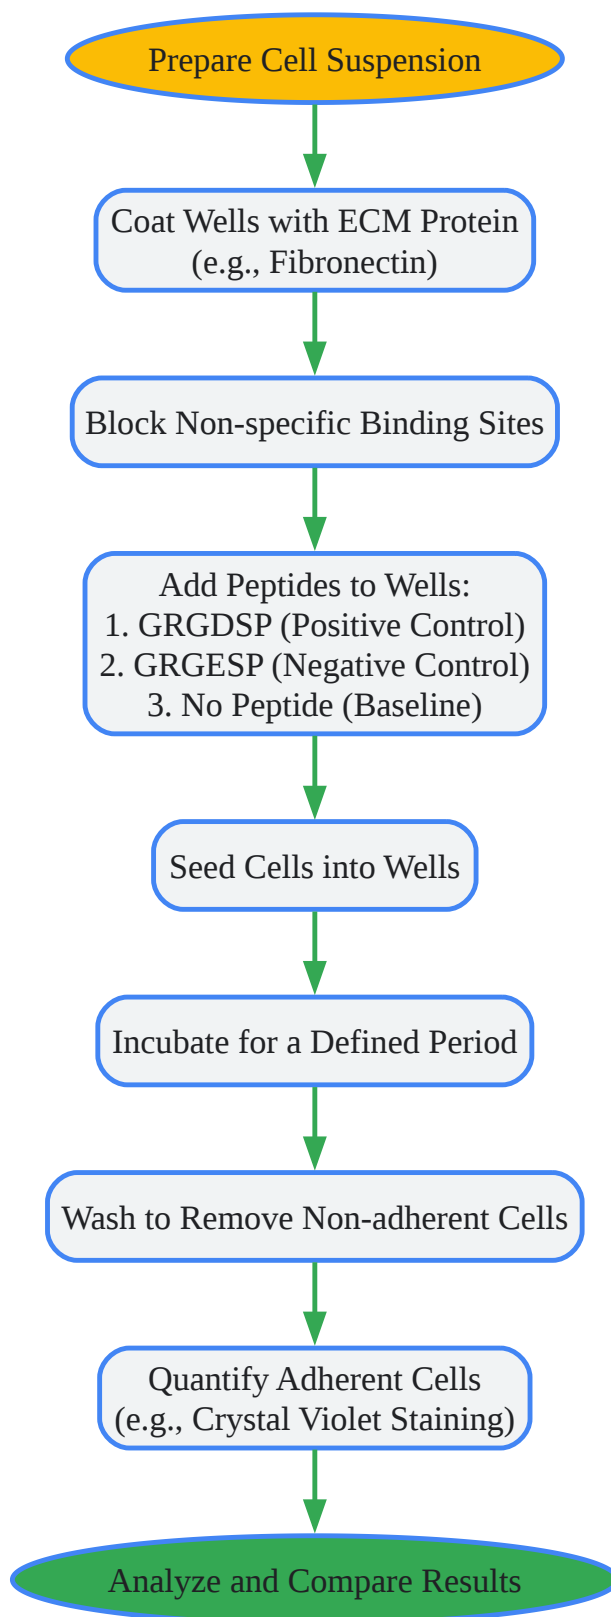 Prepare Cell Suspension
Coat Wells with ECM Protein
(e.g., Fibronectin)
Block Non-specific Binding Sites
Add Peptides to Wells:
1. GRGDSP (Positive Control)
2. GRGESP (Negative Control)
3. No Peptide (Baseline)
Seed Cells into Wells
Incubate for a Defined Period
Wash to Remove Non-adherent Cells
Quantify Adherent Cells
(e.g., Crystal Violet Staining)
Analyze and Compare Results